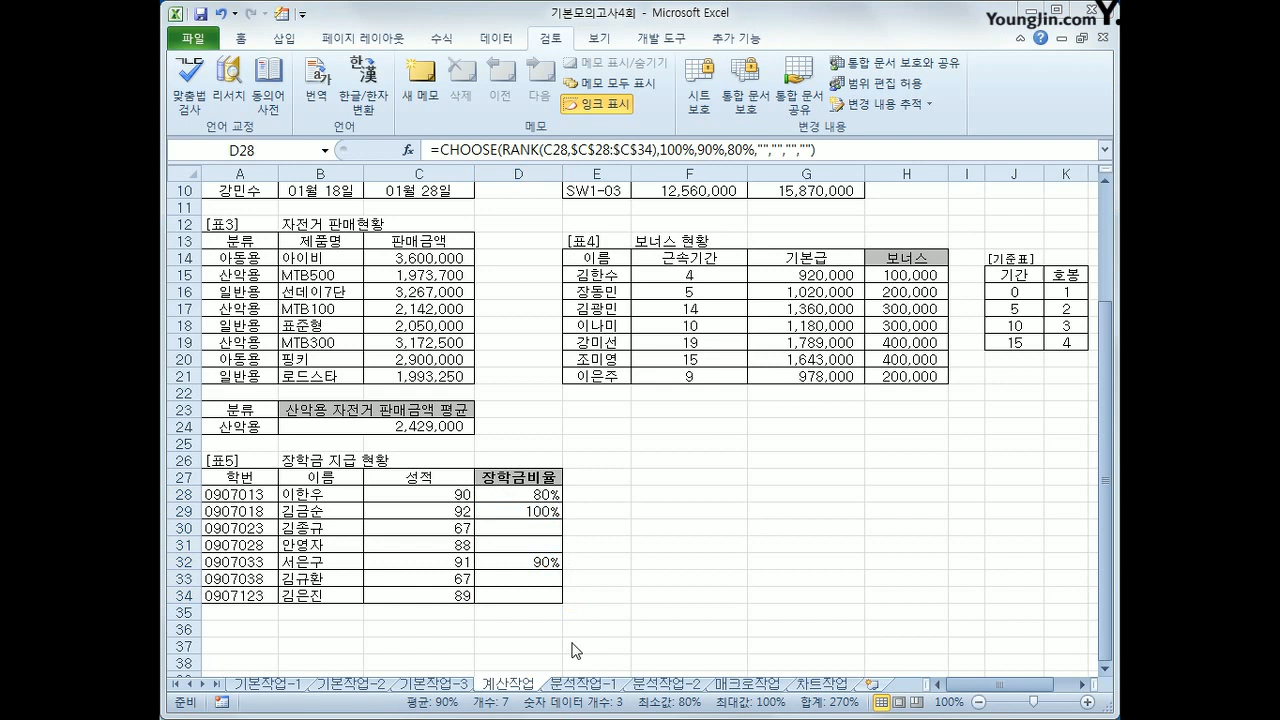 기본모의고사4회 - Microsoft Excel
YoungJin.com Y.
파일 홈 삽입 페이지 레이아웃 수식 데이터 검토 보기 개발 도구 추가 기능
맞춤법 검사 리서치 동의어 사전 번역 한글/한자 변환 새 메모 삭제 이전 다음 시트 보호 통합 문서 보호 통합 문서 공유
메모 표시/숨기기
메모 모두 표시
잉크 표시
통합 문서 보호와 공유
범위 편집 허용
변경 내용 추적
언어 교정 언어 메모 변경 내용
D28 fx =CHOOSE(RANK(C28,$C$28:$C$34),100%,90%,80%,"","","","")
A B C D E F G H I J K
10 강민수 01월 18일 01월 28일 SW1-03 12,560,000 15,870,000
11
12 [표3] 자전거 판매현황
13 분류 제품명 판매금액 [표4] 보너스 현황
14 아동용 아이비 3,600,000 이름 근속기간 기본급 보너스 [기준표]
15 산악용 MTB500 1,973,700 김한수 4 920,000 100,000 기간 호봉
16 일반용 선데이7단 3,267,000 장동민 5 1,020,000 200,000 0 1
17 산악용 MTB100 2,142,000 김광민 14 1,360,000 300,000 5 2
18 일반용 표준형 2,050,000 이나미 10 1,180,000 300,000 10 3
19 산악용 MTB300 3,172,500 강미선 19 1,789,000 400,000 15 4
20 아동용 핑키 2,900,000 조미영 15 1,643,000 400,000
21 일반용 로드스타 1,993,250 이은주 9 978,000 200,000
22
23 분류 산악용 자전거 판매금액 평균
24 산악용 2,429,000
25
26 [표5] 장학금 지급 현황
27 학번 이름 성적 장학금비율
28 0907013 이한우 90 80%
29 0907018 김금순 92 100%
30 0907023 김종규 67
31 0907028 안영자 88
32 0907033 서은구 91 90%
33 0907038 김규환 67
34 0907123 김은진 89
35
36
37
38
기본작업-1 기본작업-2 기본작업-3 계산작업 분석작업-1 분석작업-2 매크로작업 차트작업
준비 평균: 90% 개수: 7 숫자 데이터 개수: 3 최소값: 80% 최대값: 100% 합계: 270% 100%